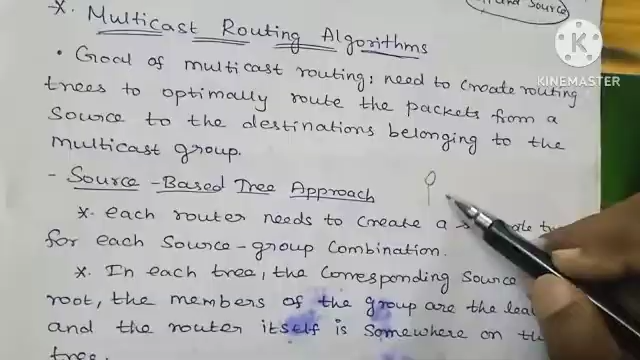 and source
* Multicast Routing Algorithms
• Goal of multicast routing: need to create routing
trees to optimally route the packets from a
Source to the destinations belonging to the
multicast group.
- Source-Based Tree Approach
* each router needs to create a
for each Source-group Combination.
* In each tree, the corresponding source
root, the members of the group are the
and the router itself is somewhere on
tree.
K
KINEMASTER